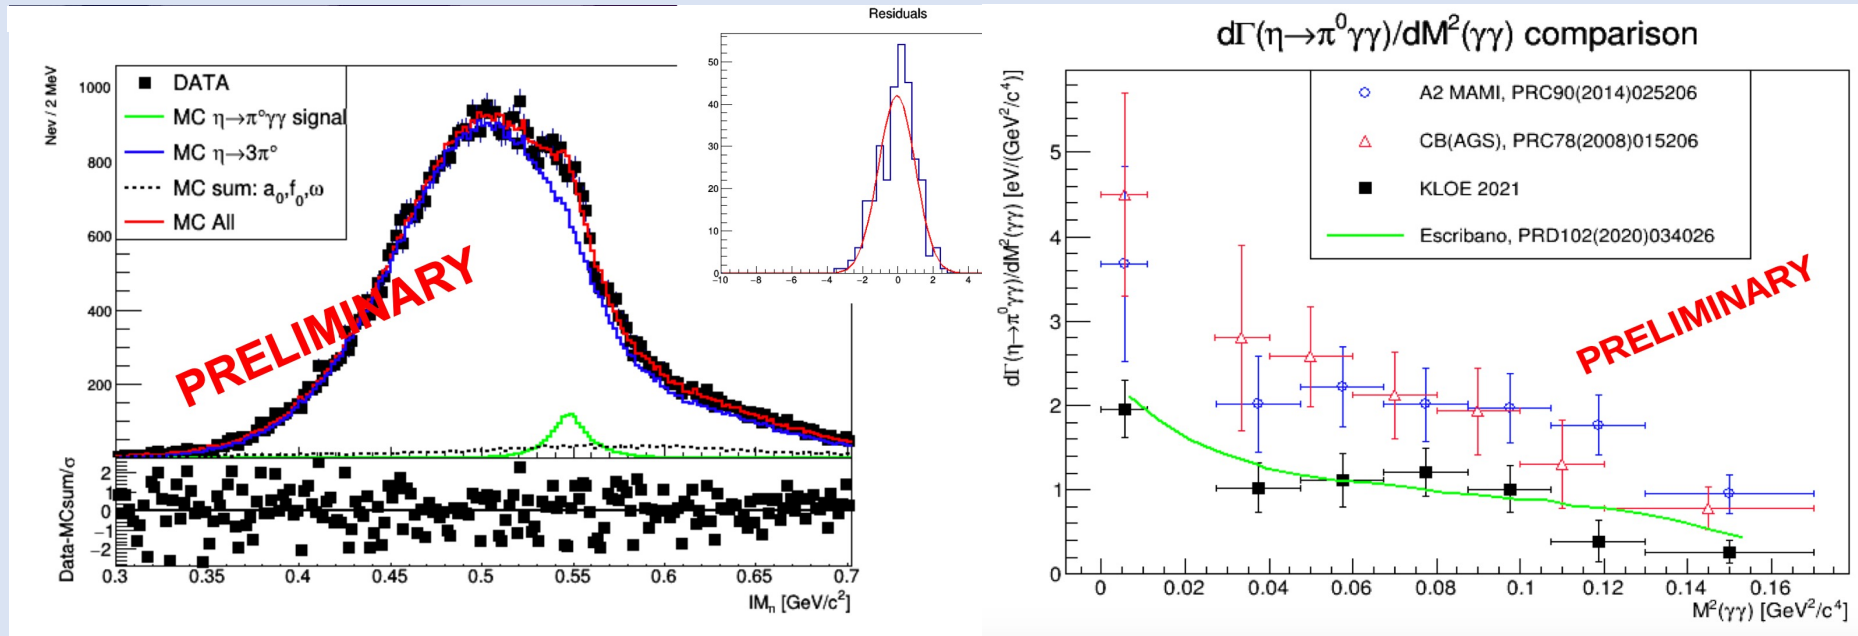 Residuals
Nev / 2 MeV
1000
800
600
400
200
DATA
MC η→π°γγ signal
MC η→3π°
MC sum: a₀,f₀,ω
MC All
PRELIMINARY
50
40
30
20
10
0
−10 −8 −6 −4 −2 0 2 4
Data-MCsum/σ
2
1
0
−1
−2
0.3 0.35 0.4 0.45 0.5 0.55 0.6 0.65 0.7
IMη [GeV/c²]
dΓ(η→π⁰γγ)/dM²(γγ) comparison
dΓ(η→π⁰γγ)/dM²(γγ) [eV/(GeV²/c⁴)]
A2 MAMI, PRC90(2014)025206
CB(AGS), PRC78(2008)015206
KLOE 2021
Escribano, PRD102(2020)034026
PRELIMINARY
5
4
3
2
1
0
0 0.02 0.04 0.06 0.08 0.1 0.12 0.14 0.16
M²(γγ) [GeV²/c⁴]